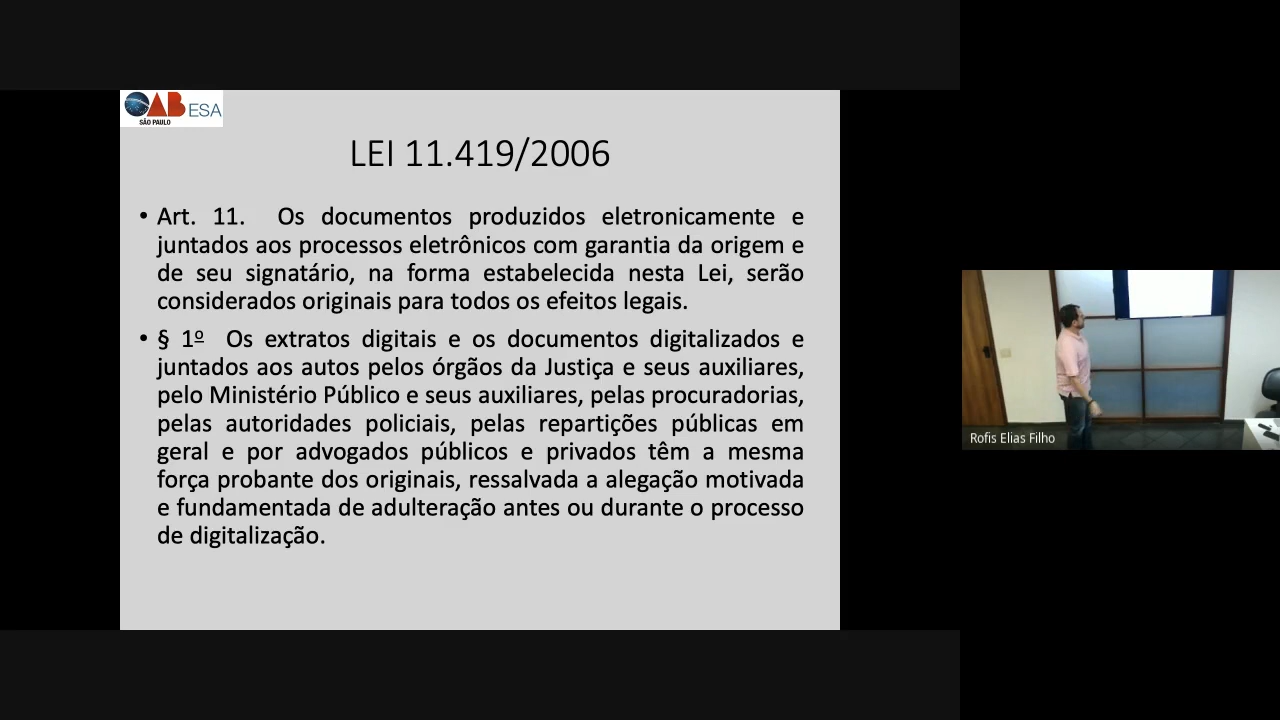 OAB ESA
SÃO PAULO
LEI 11.419/2006
• Art. 11. Os documentos produzidos eletronicamente e
juntados aos processos eletrônicos com garantia da origem e
de seu signatário, na forma estabelecida nesta Lei, serão
considerados originais para todos os efeitos legais.
• § 1º Os extratos digitais e os documentos digitalizados e
juntados aos autos pelos órgãos da Justiça e seus auxiliares,
pelo Ministério Público e seus auxiliares, pelas procuradorias,
pelas autoridades policiais, pelas repartições públicas em
geral e por advogados públicos e privados têm a mesma
força probante dos originais, ressalvada a alegação motivada
e fundamentada de adulteração antes ou durante o processo
de digitalização.
Rofis Elias Filho